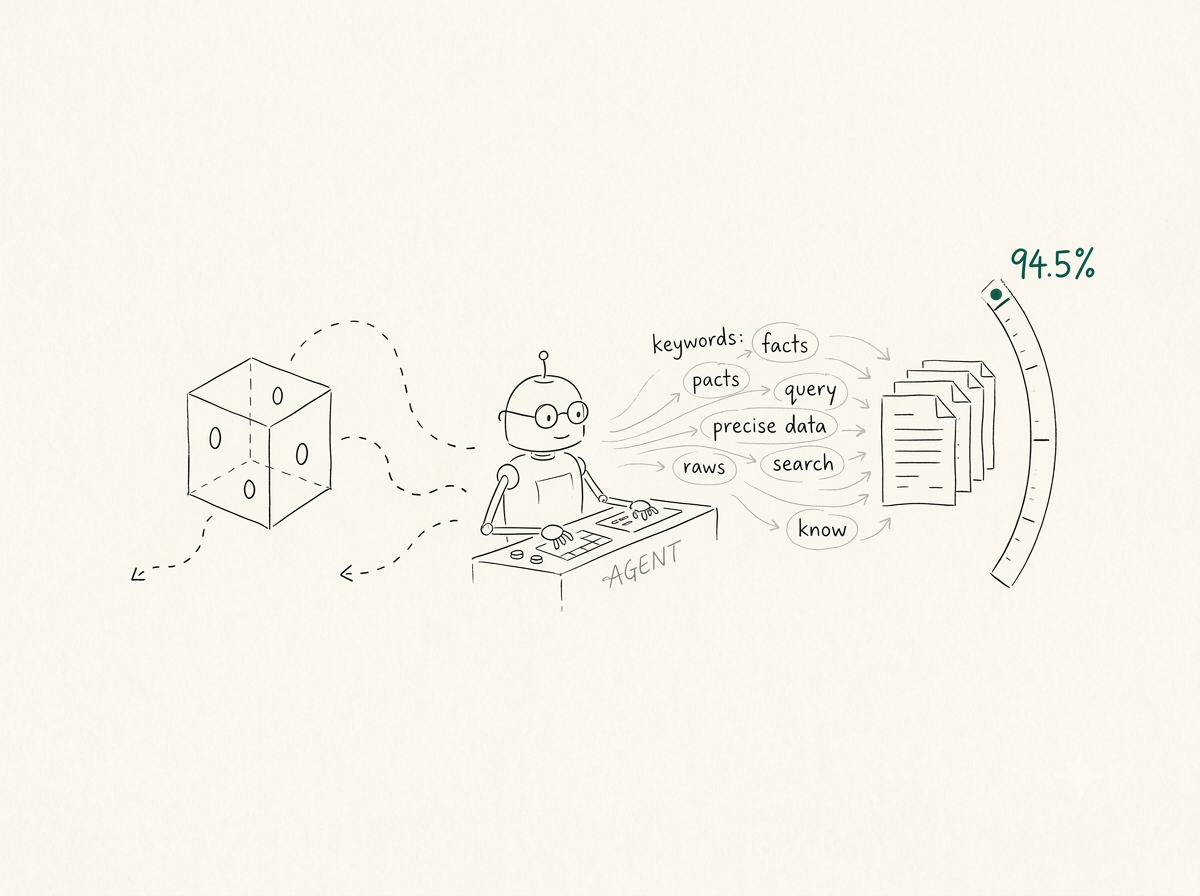 94.5%
keywords:
facts
pacts
query
precise data
raws
search
know
AGENT